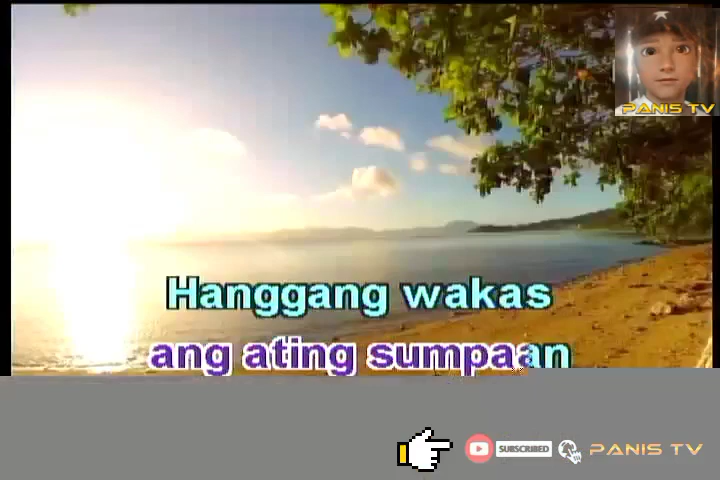 PANIS TV
Hanggang wakas
ang ating sumpaan
SUBSCRIBED
PANIS TV